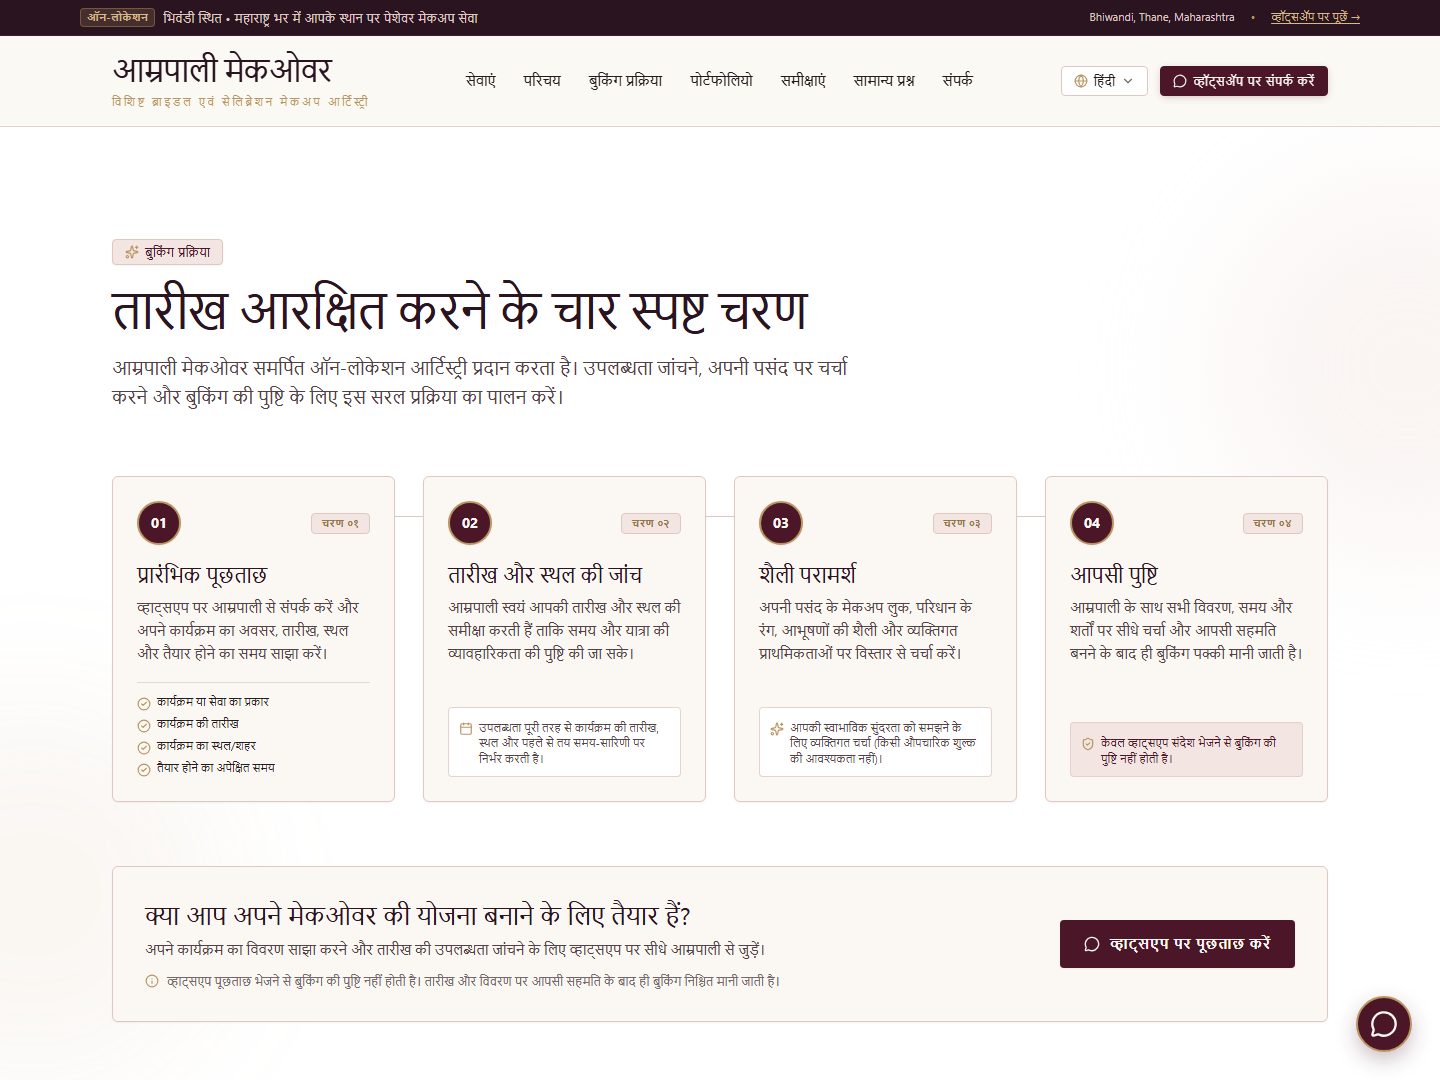 ऑन-लोकेशन भिवंडी स्थित • महाराष्ट्र भर में आपके स्थान पर पेशेवर मेकअप सेवा
Bhiwandi, Thane, Maharashtra • व्हॉट्सॲप पर पूछें →
आम्रपाली मेकओवर
विशिष्ट ब्राइडल एवं सेलिब्रेशन मेकअप आर्टिस्ट्री
सेवाएं परिचय बुकिंग प्रक्रिया पोर्टफोलियो समीक्षाएं सामान्य प्रश्न संपर्क
हिंदी
व्हॉट्सॲप पर संपर्क करें
बुकिंग प्रक्रिया
तारीख आरक्षित करने के चार स्पष्ट चरण
आम्रपाली मेकओवर समर्पित ऑन-लोकेशन आर्टिस्ट्री प्रदान करता है। उपलब्धता जांचने, अपनी पसंद पर चर्चा
करने और बुकिंग की पुष्टि के लिए इस सरल प्रक्रिया का पालन करें।
01 चरण ०१
प्रारंभिक पूछताछ
व्हाट्सएप पर आम्रपाली से संपर्क करें और
अपने कार्यक्रम का अवसर, तारीख, स्थल
और तैयार होने का समय साझा करें।
कार्यक्रम या सेवा का प्रकार
कार्यक्रम की तारीख
कार्यक्रम का स्थल/शहर
तैयार होने का अपेक्षित समय
02 चरण ०२
तारीख और स्थल की जांच
आम्रपाली स्वयं आपकी तारीख और स्थल की
समीक्षा करती हैं ताकि समय और यात्रा की
व्यावहारिकता की पुष्टि की जा सके।
उपलब्धता पूरी तरह से कार्यक्रम की तारीख,
स्थल और पहले से तय समय-सारिणी पर
निर्भर करती है।
03 चरण ०३
शैली परामर्श
अपनी पसंद के मेकअप लुक, परिधान के
रंग, आभूषणों की शैली और व्यक्तिगत
प्राथमिकताओं पर विस्तार से चर्चा करें।
आपकी स्वाभाविक सुंदरता को समझने के
लिए व्यक्तिगत चर्चा (किसी औपचारिक शुल्क
की आवश्यकता नहीं)।
04 चरण ०४
आपसी पुष्टि
आम्रपाली के साथ सभी विवरण, समय और
शर्तों पर सीधे चर्चा और आपसी सहमति
बनने के बाद ही बुकिंग पक्की मानी जाती है।
केवल व्हाट्सएप संदेश भेजने से बुकिंग की
पुष्टि नहीं होती है।
क्या आप अपने मेकओवर की योजना बनाने के लिए तैयार हैं?
अपने कार्यक्रम का विवरण साझा करने और तारीख की उपलब्धता जांचने के लिए व्हाट्सएप पर सीधे आम्रपाली से जुड़ें।
व्हाट्सएप पूछताछ भेजने से बुकिंग की पुष्टि नहीं होती है। तारीख और विवरण पर आपसी सहमति के बाद ही बुकिंग निश्चित मानी जाती है।
व्हाट्सएप पर पूछताछ करें